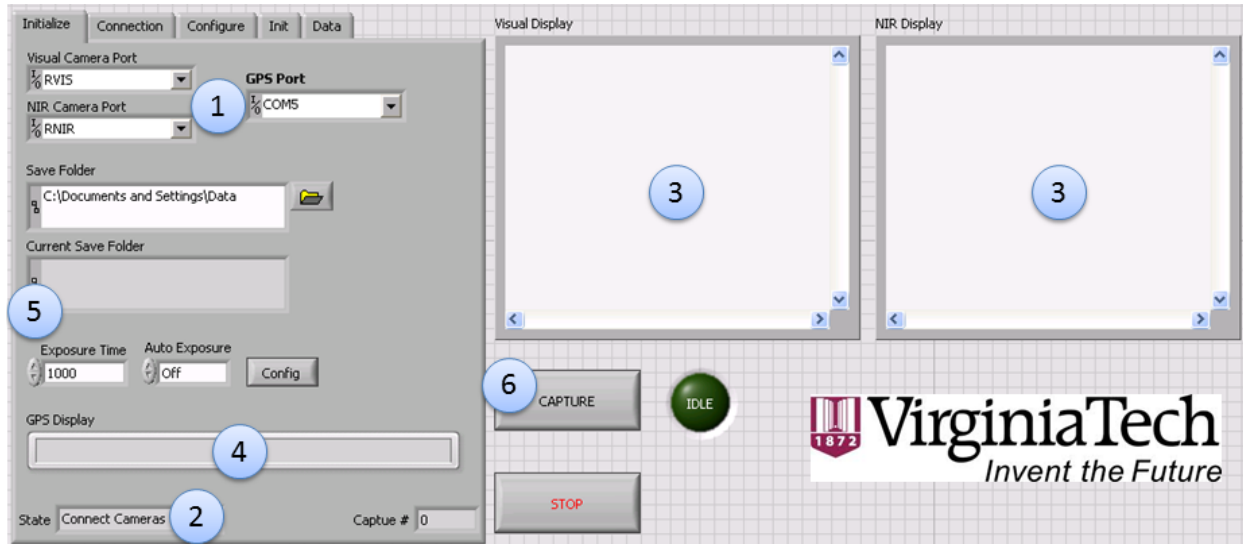 Initialize Connection Configure Init Data
Visual Camera Port
RVIS
GPS Port
COM5
NIR Camera Port
RNIR
1
Save Folder
C:\Documents and Settings\Data
Current Save Folder
5
Exposure Time
1000
Auto Exposure
Off
Config
GPS Display
4
State Connect Cameras
2
Captue # 0
Visual Display
3
NIR Display
3
6
CAPTURE
IDLE
STOP
1872
VirginiaTech
Invent the Future